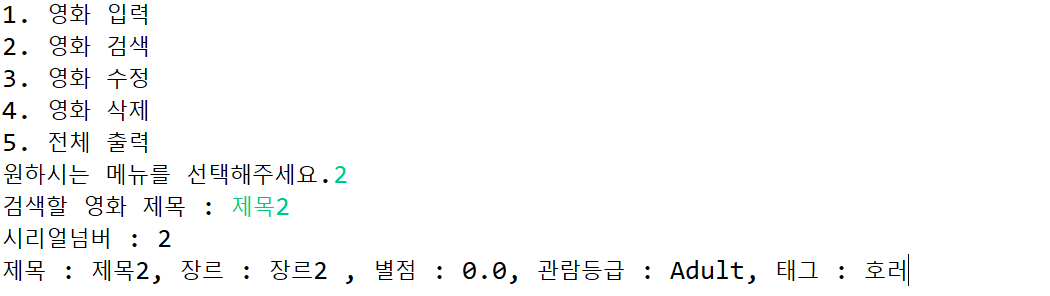 1. 영화 입력
2. 영화 검색
3. 영화 수정
4. 영화 삭제
5. 전체 출력
원하시는 메뉴를 선택해주세요.2
검색할 영화 제목 : 제목2
시리얼넘버 : 2
제목 : 제목2, 장르 : 장르2 , 별점 : 0.0, 관람등급 : Adult, 태그 : 호러